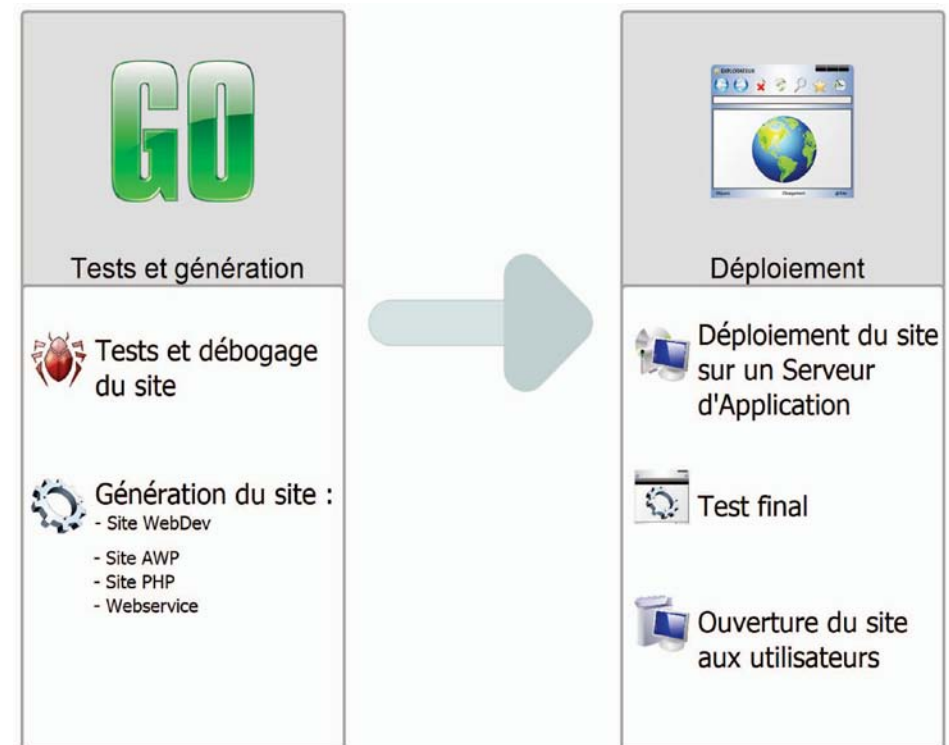 GO
Tests et génération
Tests et débogage
du site
Génération du site :
- Site WebDev
- Site AWP
- Site PHP
- Webservice
Déploiement
Déploiement du site
sur un Serveur
d'Application
Test final
Ouverture du site
aux utilisateurs